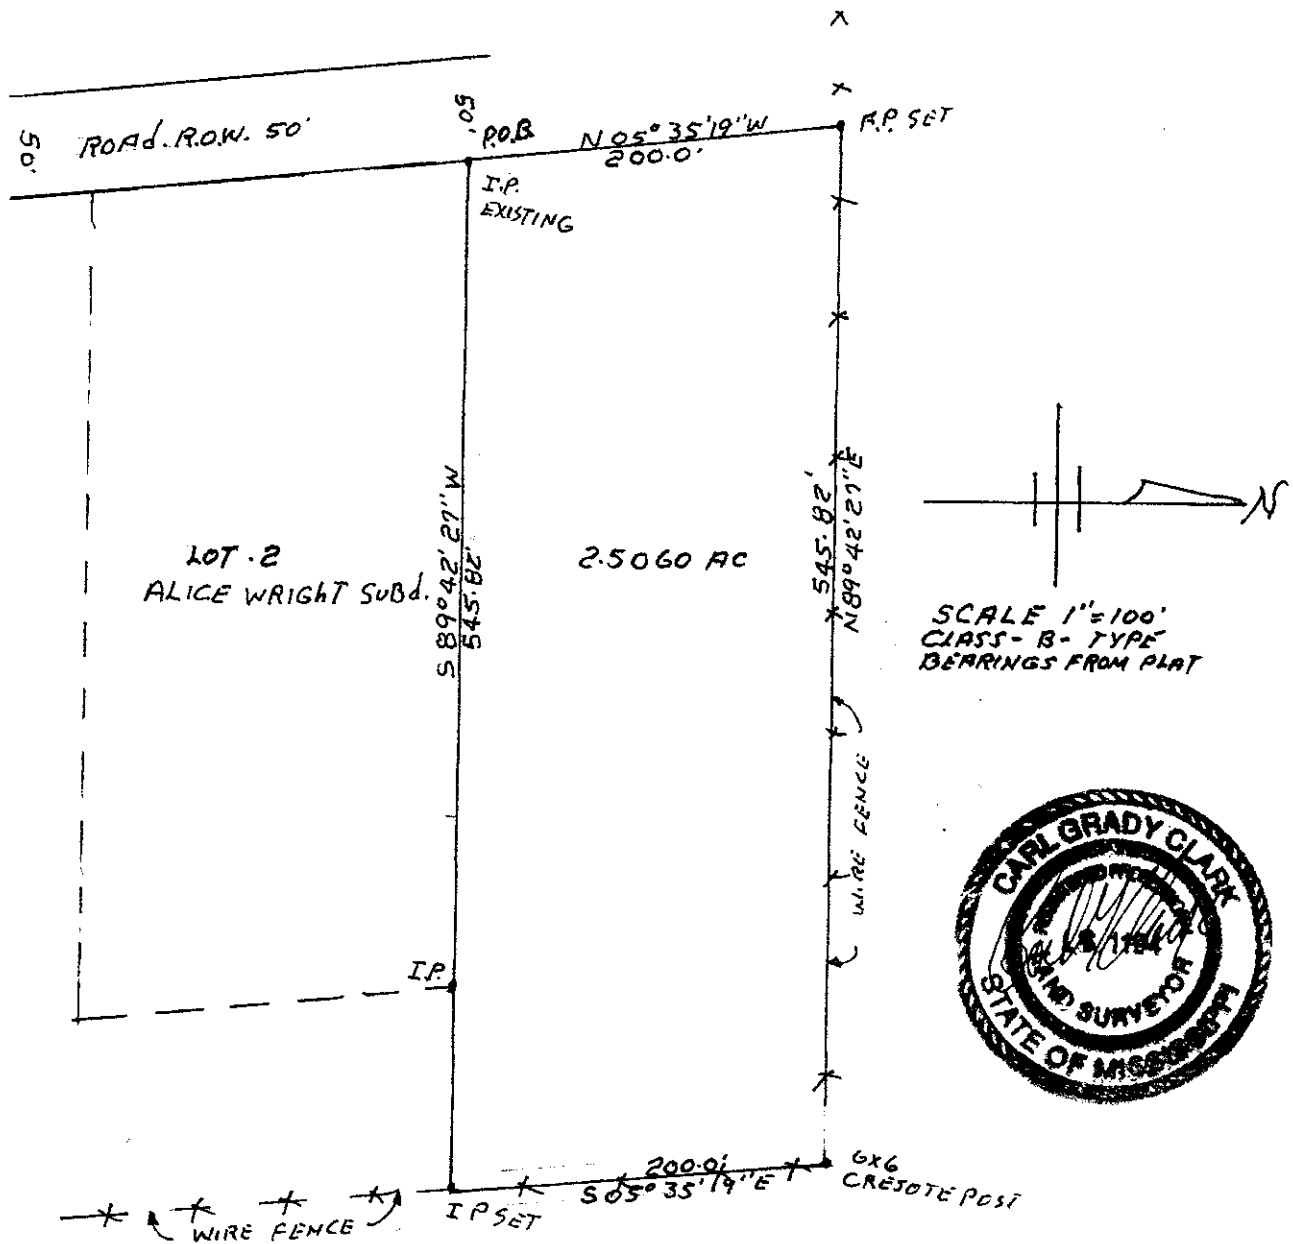 50'
ROAd. R.O.W. 50'
50'
P.O.B
N 05° 35' 19" W
200.0'
I.P.
EXISTING
SET
LOT. 2
ALICE WRIGHT SUBd.
S 89° 42' 27" W
545.82'
2.5060 AC
545.82'
N 89° 42' 27" E
N
SCALE 1"=100'
CLASS - B - TYPE
BEARINGS FROM PLAT
WIRE FENCE
CARL GRADY CLARK
LAND SURVEYOR
STATE OF MISSISSIPPI
I.P.
200.0'
S 05° 35' 19" E
6X6
CREJOTE POST
I P SET
WIRE FENCE